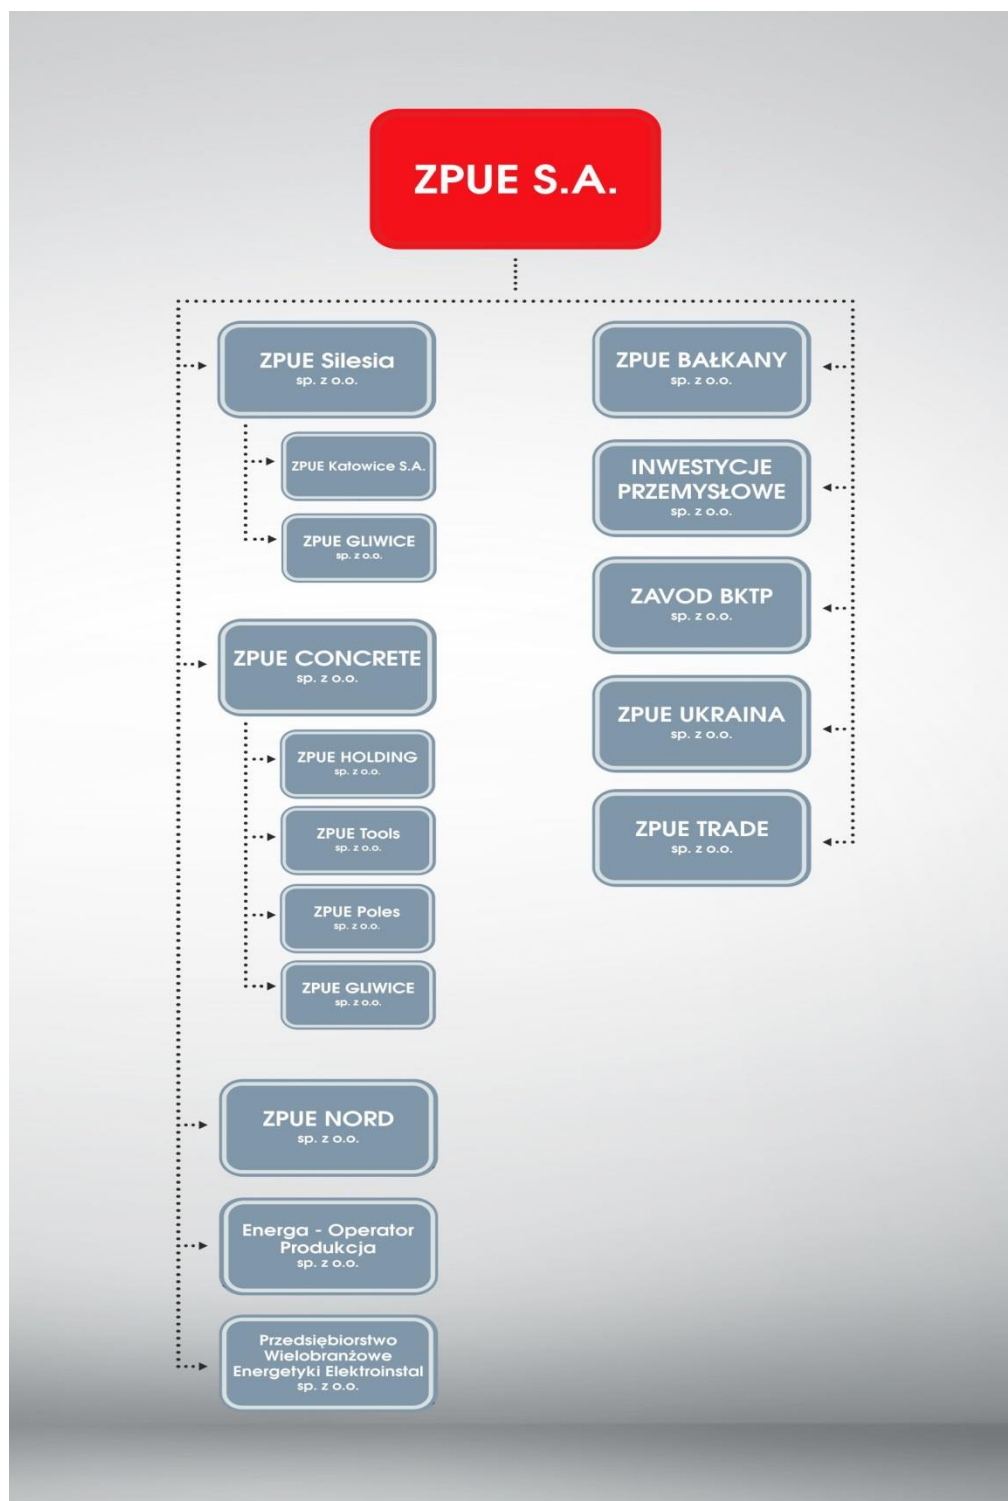 ZPUE S.A.
ZPUE Silesia
sp. z o.o.
ZPUE Katowice S.A.
ZPUE GLIWICE
sp. z o.o.
ZPUE CONCRETE
sp. z o.o.
ZPUE HOLDING
sp. z o.o.
ZPUE Tools
sp. z o.o.
ZPUE Poles
sp. z o.o.
ZPUE GLIWICE
sp. z o.o.
ZPUE NORD
sp. z o.o.
Energa - Operator
Produkcja
sp. z o.o.
Przedsiębiorstwo
Wielobranżowe
Energetyki Elektroinstal
sp. z o.o.
ZPUE BAŁKANY
sp. z o.o.
INWESTYCJE
PRZEMYSŁOWE
sp. z o.o.
ZAVOD BKTP
sp. z o.o.
ZPUE UKRAINA
sp. z o.o.
ZPUE TRADE
sp. z o.o.